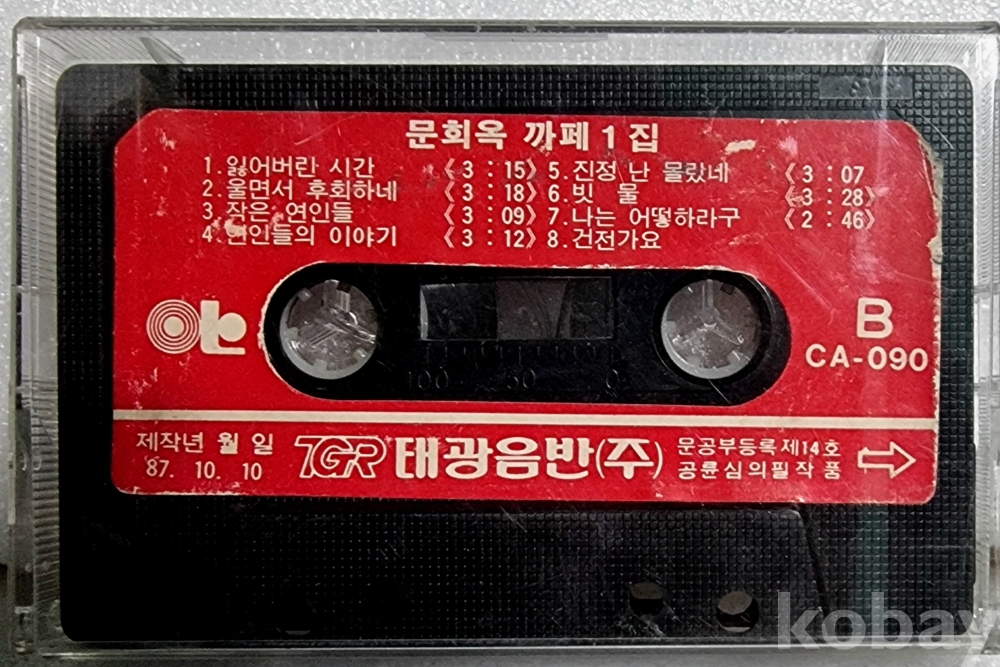 문희옥 까페 1 집
1. 잃어버린 시간 《3 : 15》 5. 진정 난 몰랐네 《3 : 07
2. 울면서 후회하네 《3 : 18》 6. 빗 물 《3 : 28》
3. 작은 연인들 《3 : 09》 7. 나는 어떻하라구 《2 : 46》
4. 연인들의 이야기 《3 : 12》 8. 건전가요
B
CA-090
100 50 0
제작년 월 일
87. 10. 10
TGR 태광음반(주)
문공부등록 제14호
공륜심의필작품
kobay